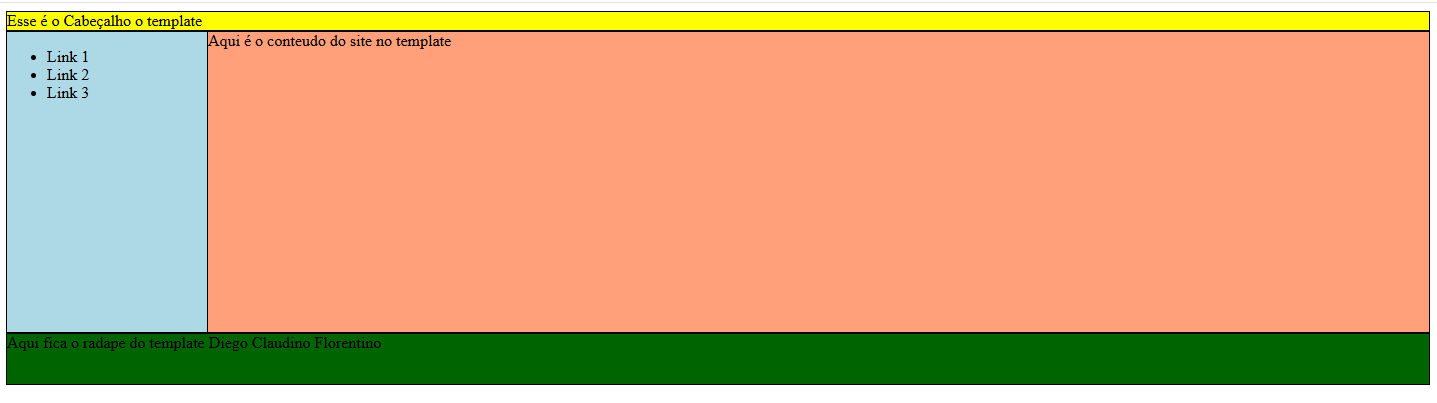 Esse é o Cabeçalho o template
Link 1
Link 2
Link 3
Aqui é o conteudo do site no template
Aqui fica o radape do template Diego Claudino Florentino